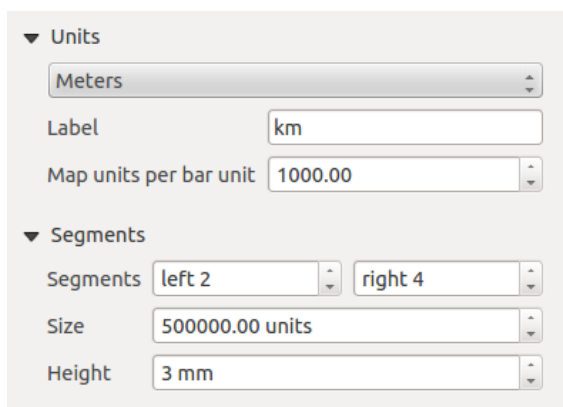 Units
Meters
Label km
Map units per bar unit 1000.00
Segments
Segments left 2 right 4
Size 500000.00 units
Height 3 mm